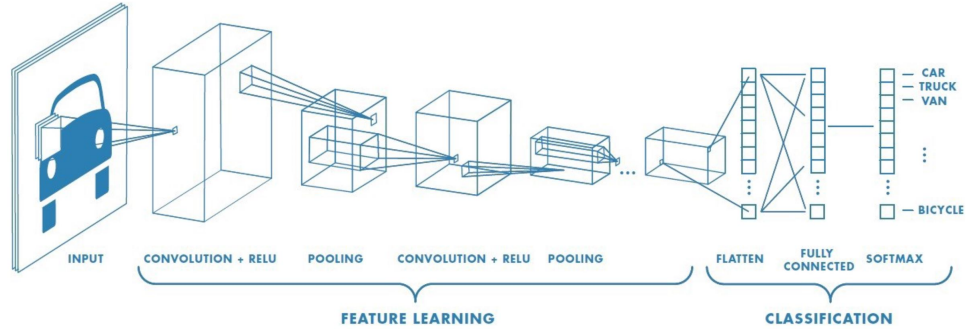 CAR
TRUCK
VAN
BICYCLE
INPUT
CONVOLUTION + RELU
POOLING
CONVOLUTION + RELU
POOLING
FLATTEN
FULLY
CONNECTED
SOFTMAX
FEATURE LEARNING
CLASSIFICATION